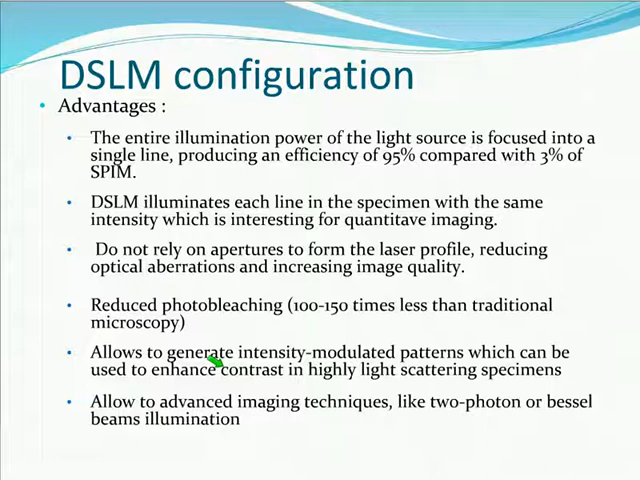 DSLM configuration
• Advantages :
• The entire illumination power of the light source is focused into a
single line, producing an efficiency of 95% compared with 3% of
SPIM.
• DSLM illuminates each line in the specimen with the same
intensity which is interesting for quantitave imaging.
• Do not rely on apertures to form the laser profile, reducing
optical aberrations and increasing image quality.
• Reduced photobleaching (100-150 times less than traditional
microscopy)
• Allows to generate intensity-modulated patterns which can be
used to enhance contrast in highly light scattering specimens
• Allow to advanced imaging techniques, like two-photon or bessel
beams illumination